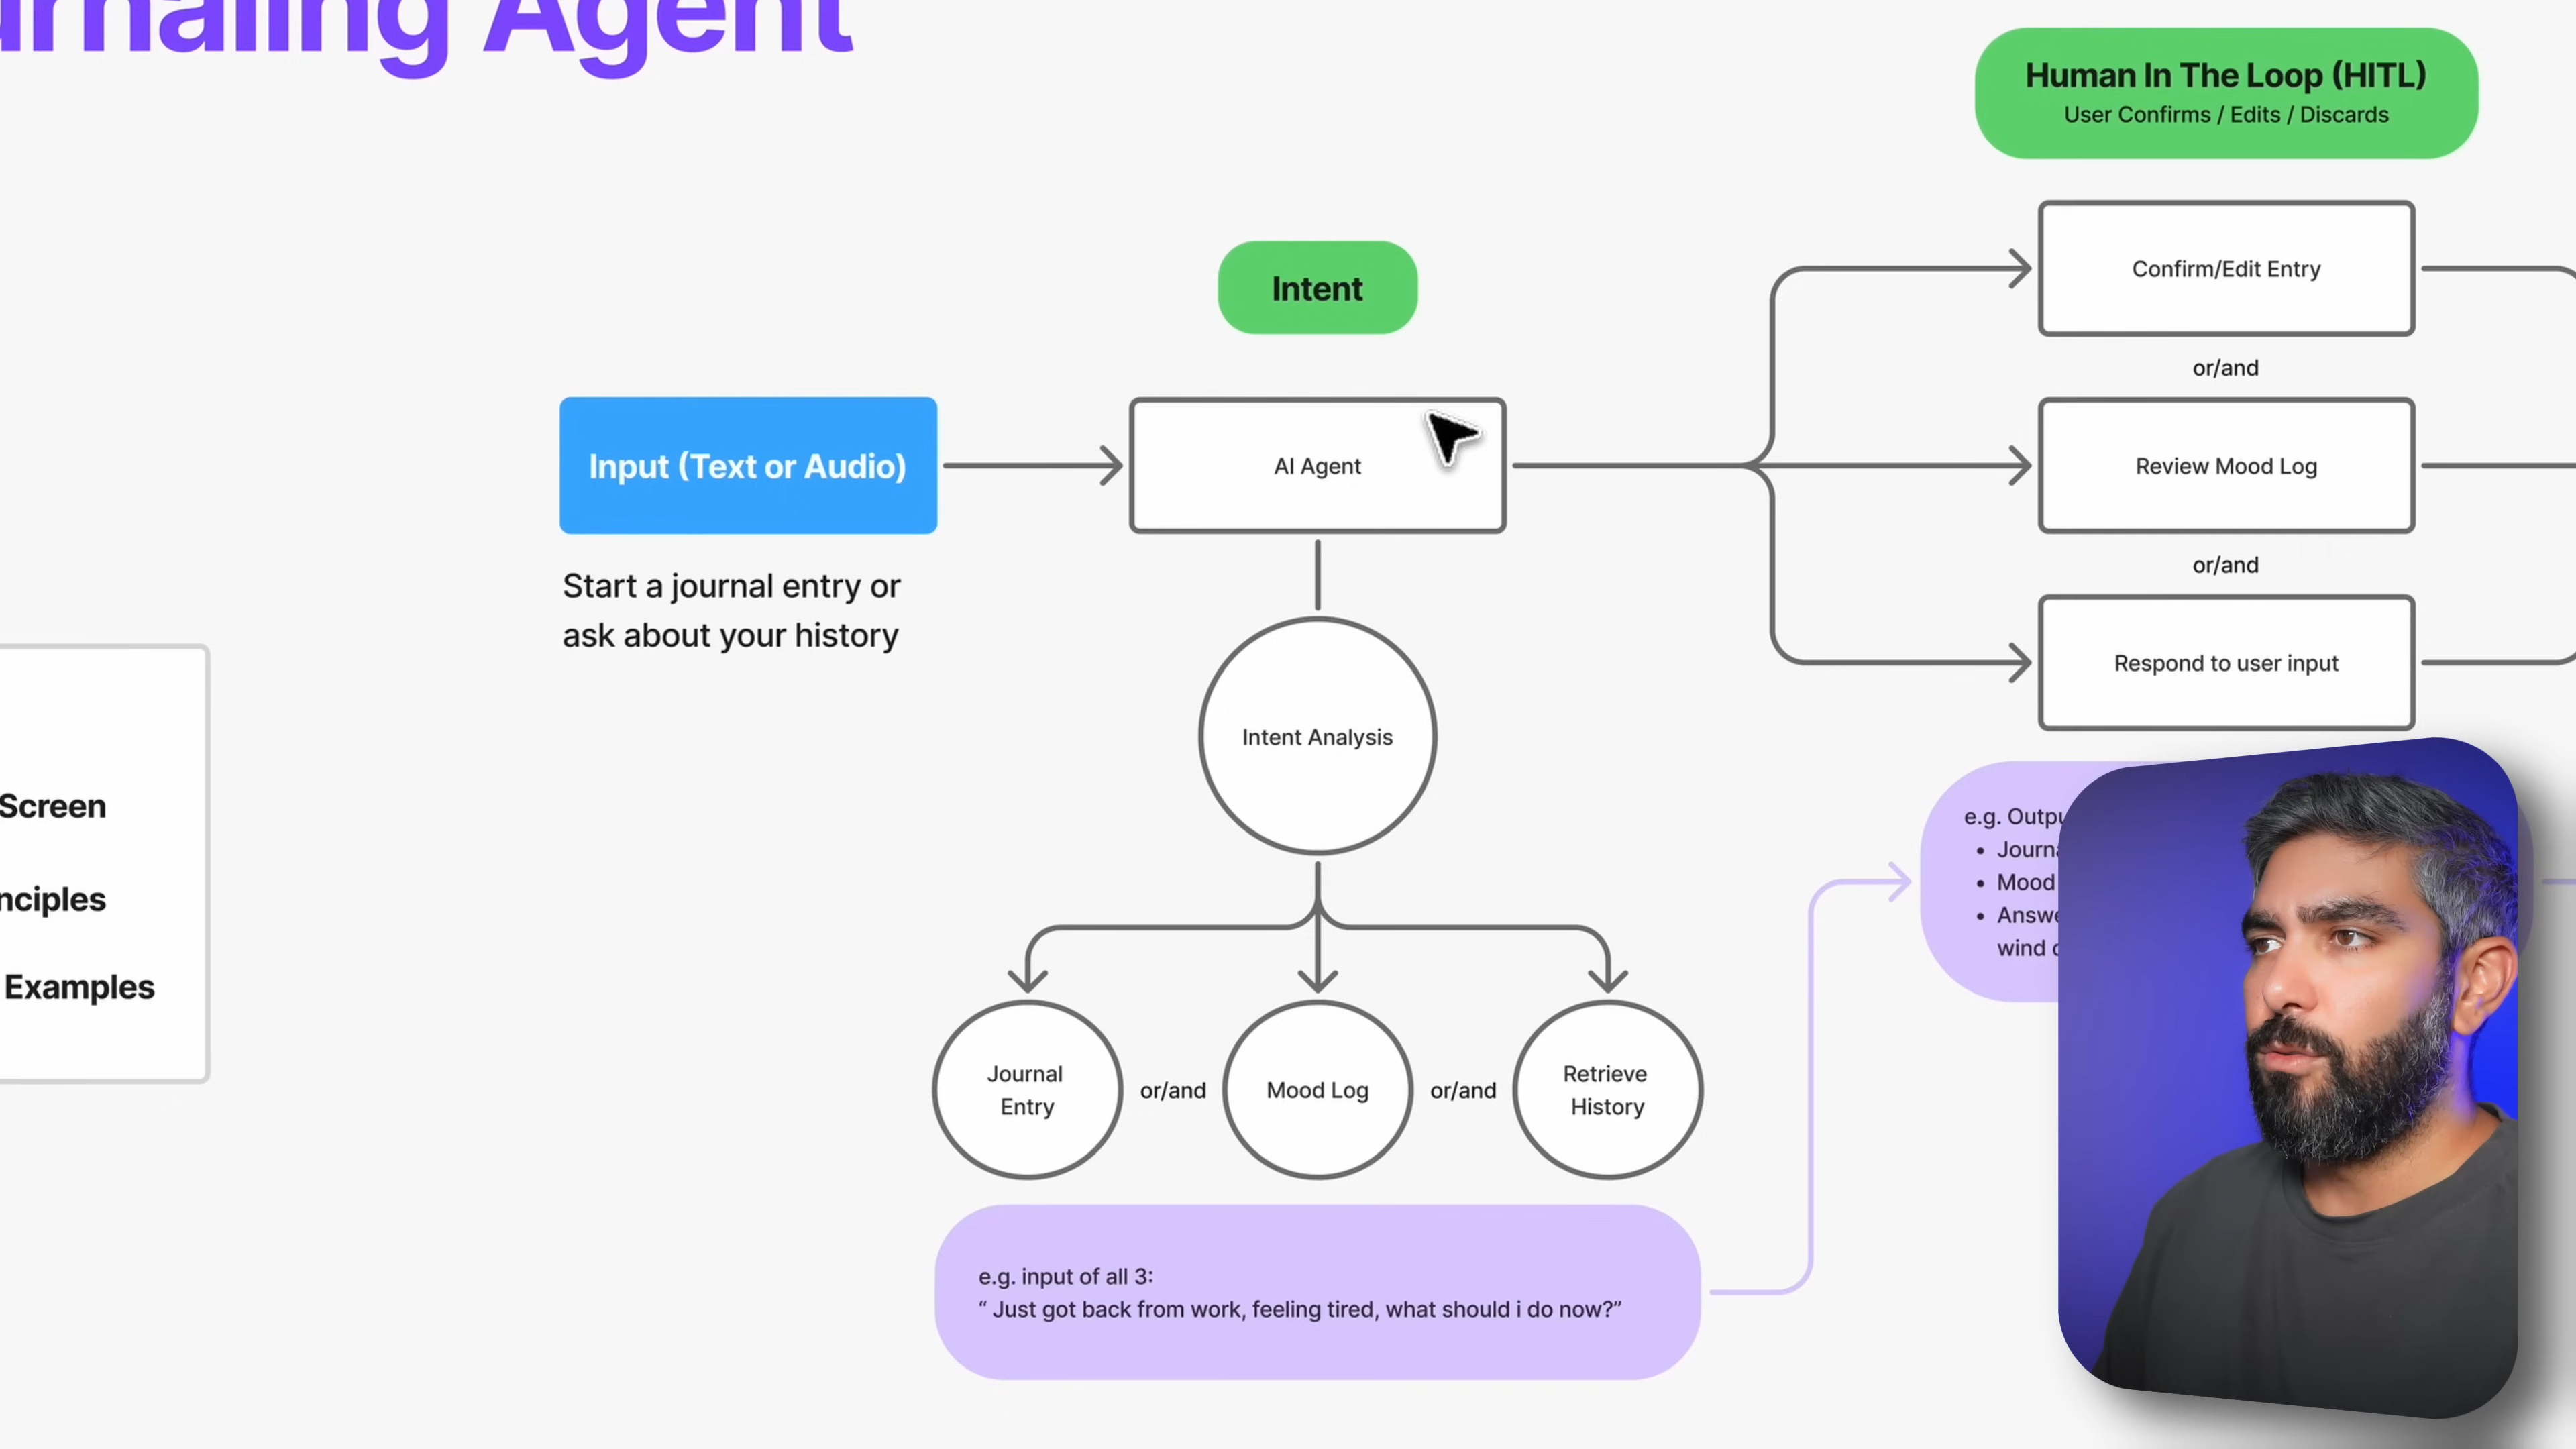 Agent
Human In The Loop (HITL)
User Confirms / Edits / Discards
Intent
Input (Text or Audio)
Start a journal entry or
ask about your history
AI Agent
Intent Analysis
Journal
Entry
or/and
Mood Log
or/and
Retrieve
History
e.g. input of all 3:
“ Just got back from work, feeling tired, what should i do now?”
Confirm/Edit Entry
or/and
Review Mood Log
or/and
Respond to user input
e.g.
• Mood
wind
Screen
Examples